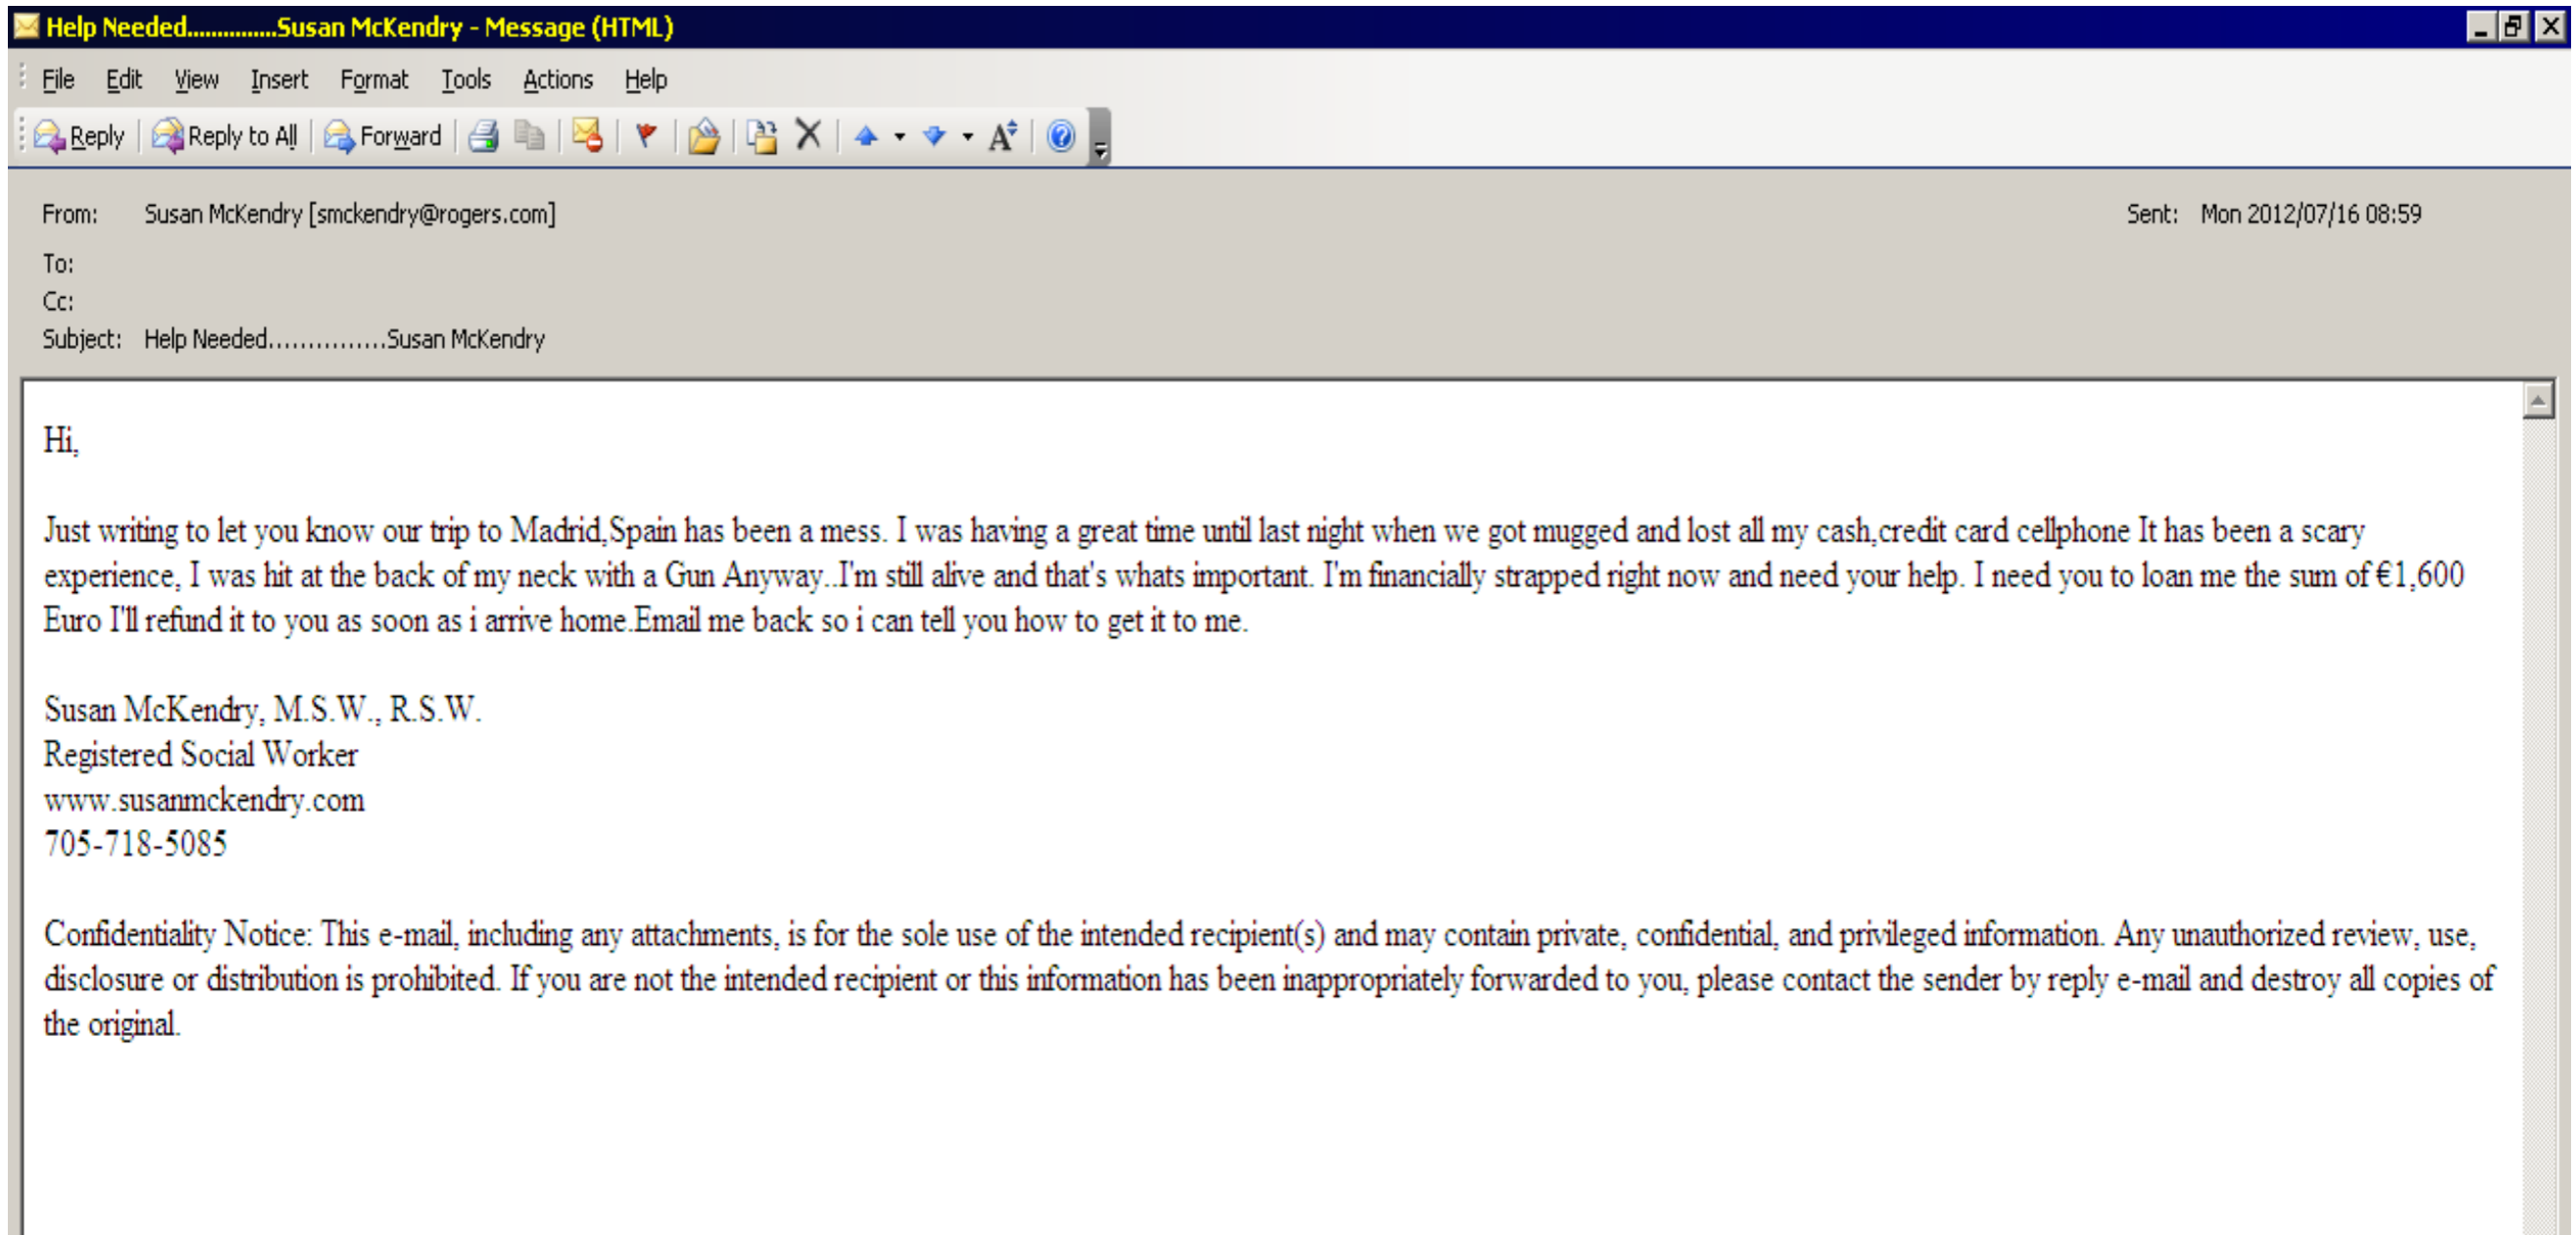 Help Needed...............Susan McKendry - Message (HTML)
File Edit View Insert Format Tools Actions Help
Reply Reply to All Forward
From: Susan McKendry [smckendry@rogers.com] Sent: Mon 2012/07/16 08:59
To:
Cc:
Subject: Help Needed...............Susan McKendry
Hi,
Just writing to let you know our trip to Madrid,Spain has been a mess. I was having a great time until last night when we got mugged and lost all my cash,credit card cellphone It has been a scary
experience, I was hit at the back of my neck with a Gun Anyway..I'm still alive and that's whats important. I'm financially strapped right now and need your help. I need you to loan me the sum of €1,600
Euro I'll refund it to you as soon as i arrive home.Email me back so i can tell you how to get it to me.
Susan McKendry, M.S.W., R.S.W.
Registered Social Worker
www.susanmckendry.com
705-718-5085
Confidentiality Notice: This e-mail, including any attachments, is for the sole use of the intended recipient(s) and may contain private, confidential, and privileged information. Any unauthorized review, use,
disclosure or distribution is prohibited. If you are not the intended recipient or this information has been inappropriately forwarded to you, please contact the sender by reply e-mail and destroy all copies of
the original.